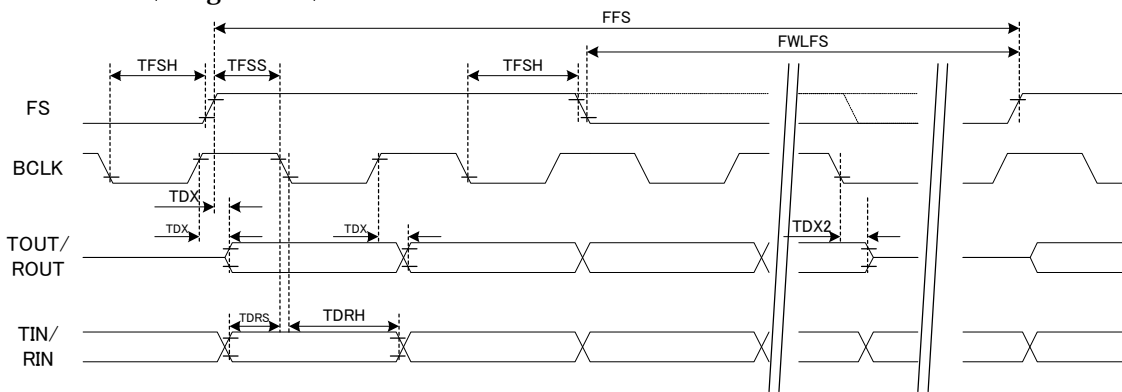 FFS
FWLFS
TFSH TFSS TFSH
FS
BCLK
TDX
TDX TDX TDX2
TOUT/
ROUT
TDRS TDRH
TIN/
RIN